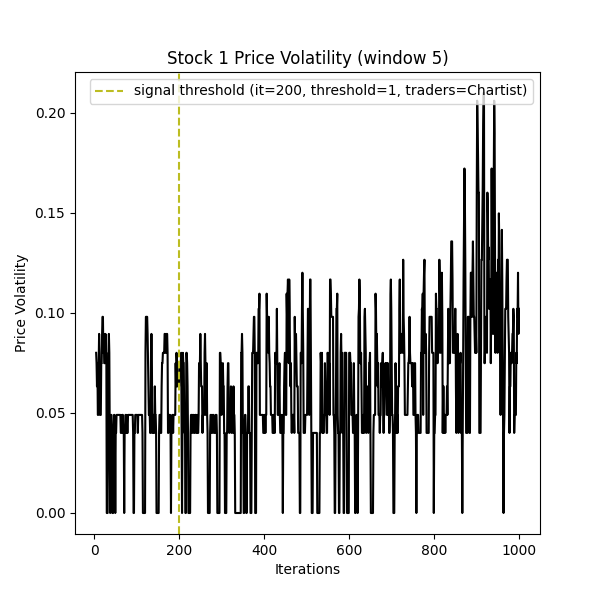 Stock 1 Price Volatility (window 5)
signal threshold (it=200, threshold=1, traders=Chartist)
0.20
0.15
0.10
0.05
0.00
Price Volatility
0 200 400 600 800 1000
Iterations